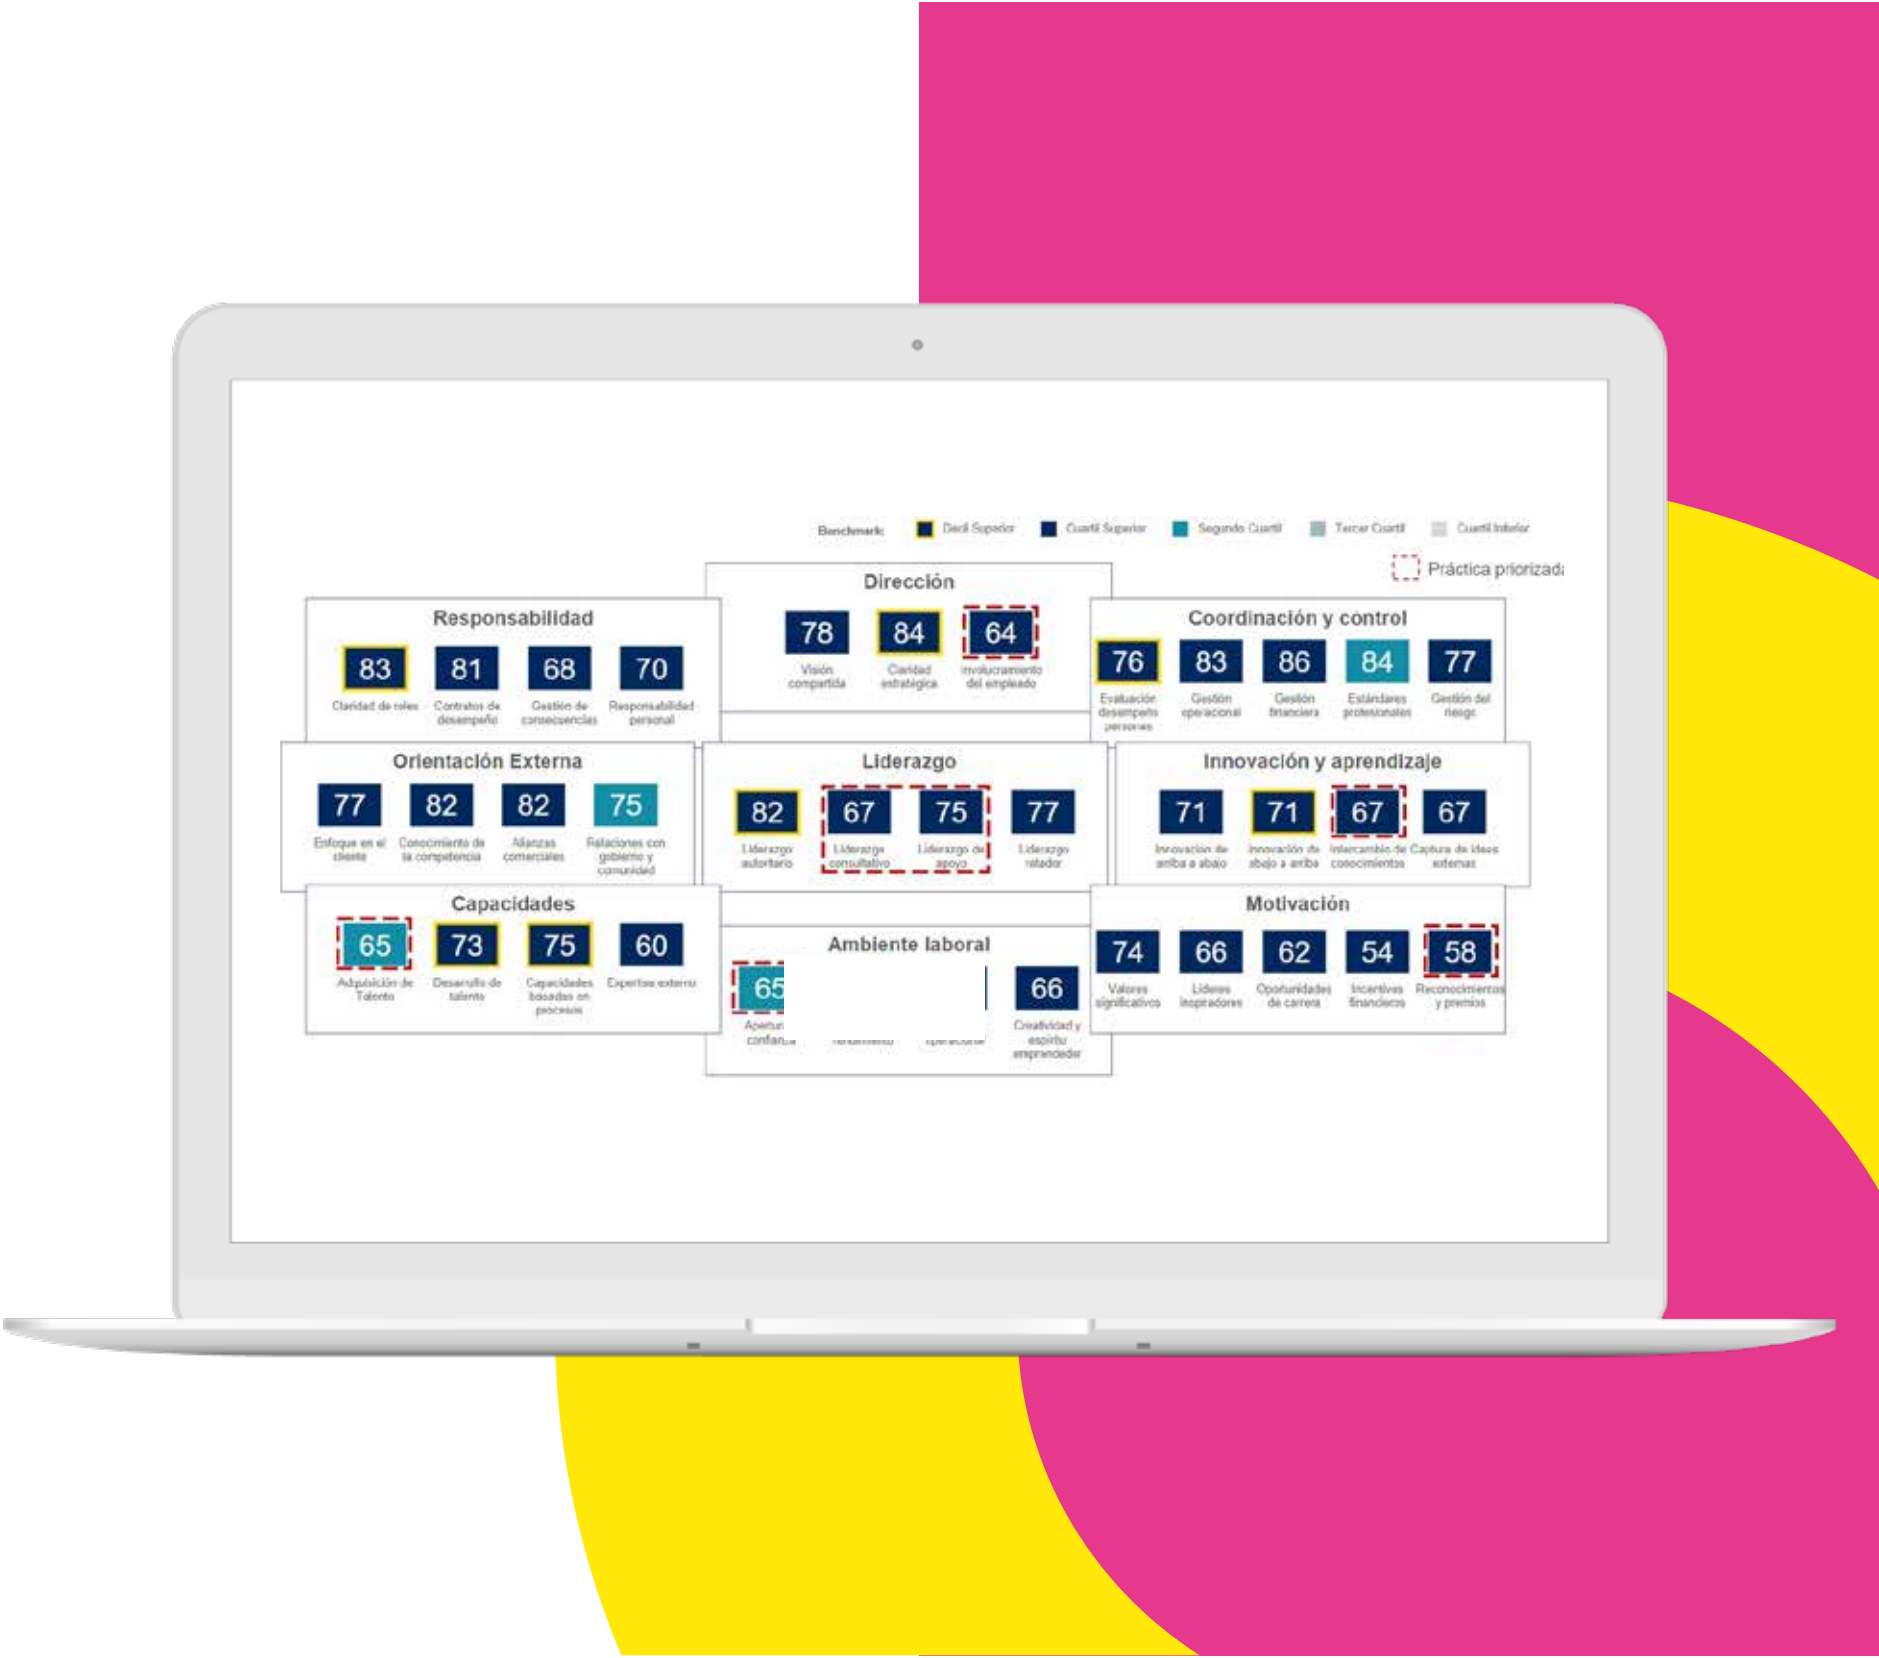 Benchmark: Decil Superior Cuartil Superior Segundo Cuartil Tercer Cuartil Cuartil Inferior
Práctica priorizada
Dirección
78 84 64
Visión Claridad Involucramiento
compartida estratégica del empleado
Responsabilidad
83 81 68 70
Claridad de roles Contratos de Gestión de Responsabilidad
desempeño consecuencias personal
Coordinación y control
76 83 86 84 77
Evaluación Gestión Gestión Estándares Gestión del
desempeño operacional financiera profesionales riesgo
personas
Orientación Externa
77 82 82 75
Enfoque en el Conocimiento de Alianzas Relaciones con
cliente la competencia comerciales gobierno y
comunidad
Liderazgo
82 67 75 77
Liderazgo Liderazgo Liderazgo de Liderazgo
autoritario consultativo apoyo retador
Innovación y aprendizaje
71 71 67 67
Innovación de Innovación de Intercambio de Captura de ideas
arriba a abajo abajo a arriba conocimientos externas
Capacidades
65 73 75 60
Adquisición de Desarrollo de Capacidades Expertise externo
Talento talento basadas en
procesos
Ambiente laboral
65 66
Creatividad y
confianza espíritu
emprendedor
Motivación
74 66 62 54 58
Valores Líderes Oportunidades Incentivos Reconocimientos
significativos inspiradores de carrera financieros y premios